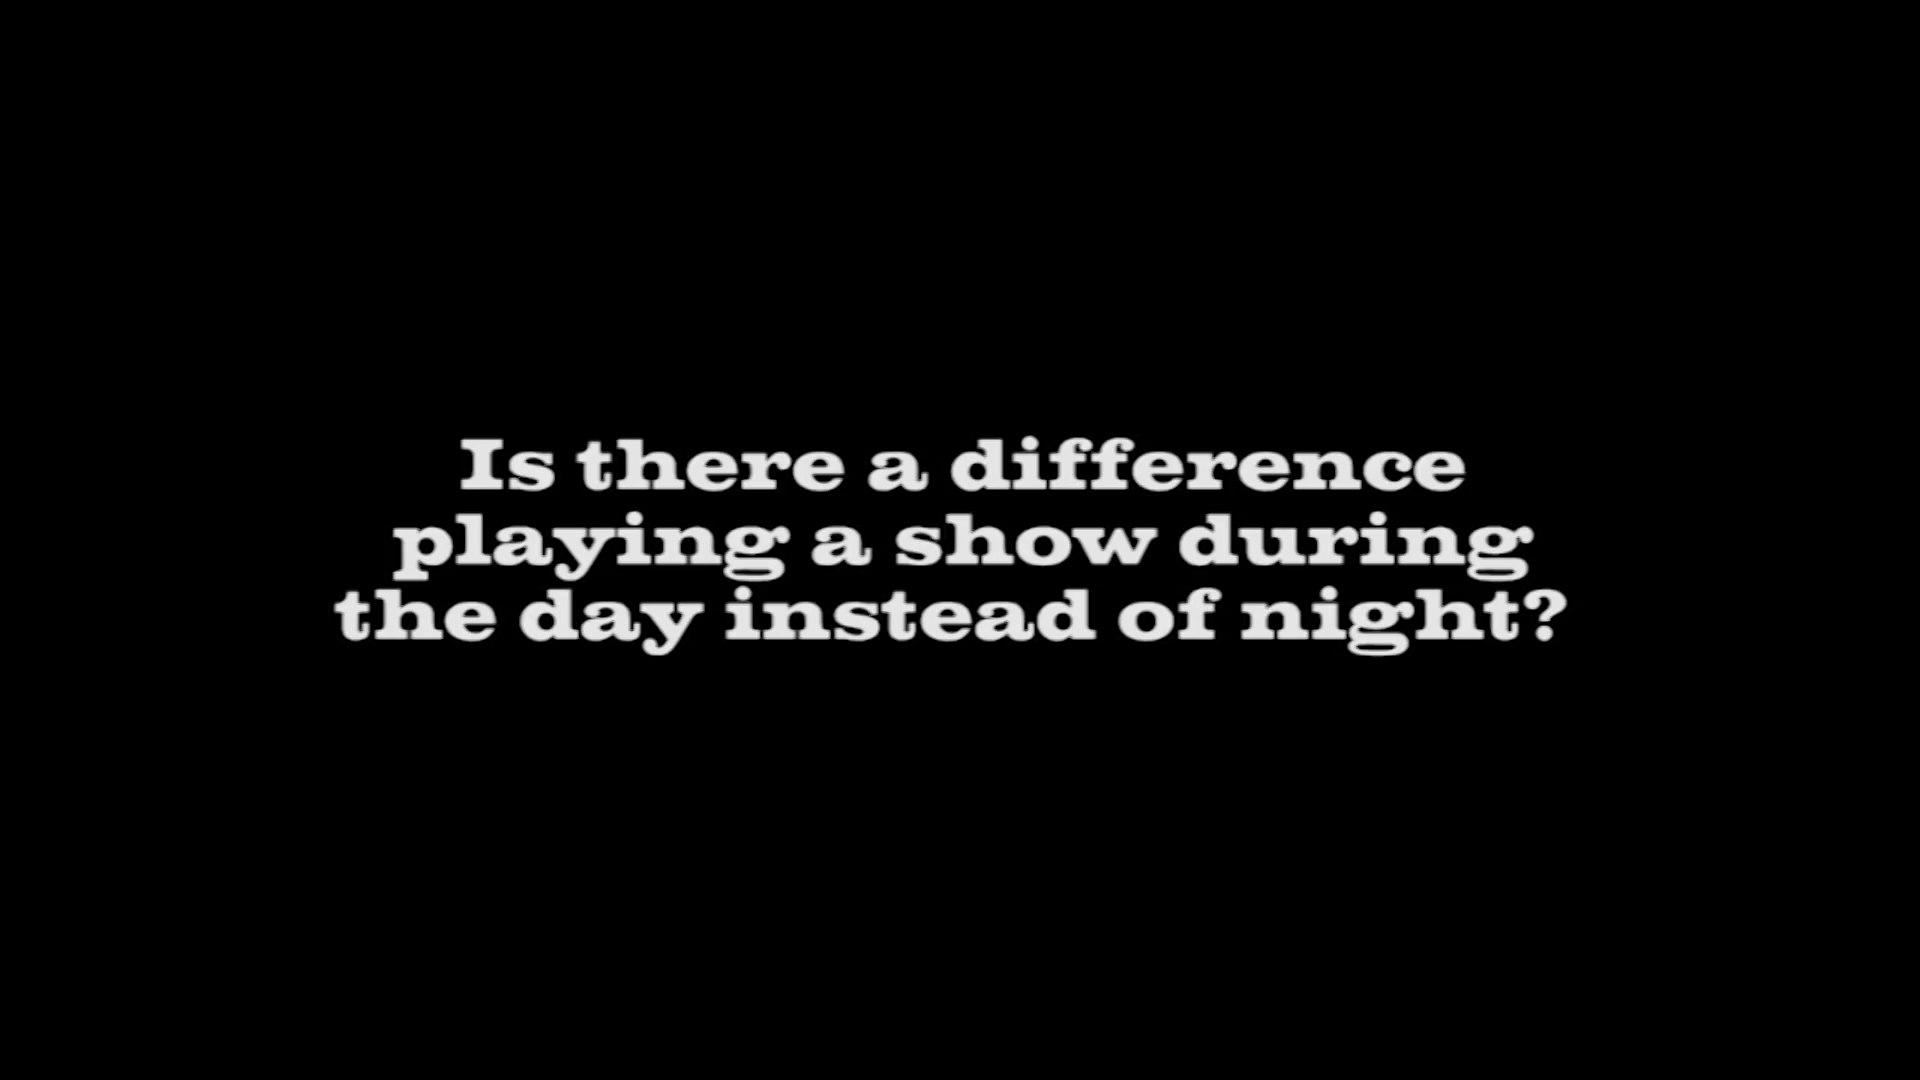 Is there a difference
playing a show during
the day instead of night?